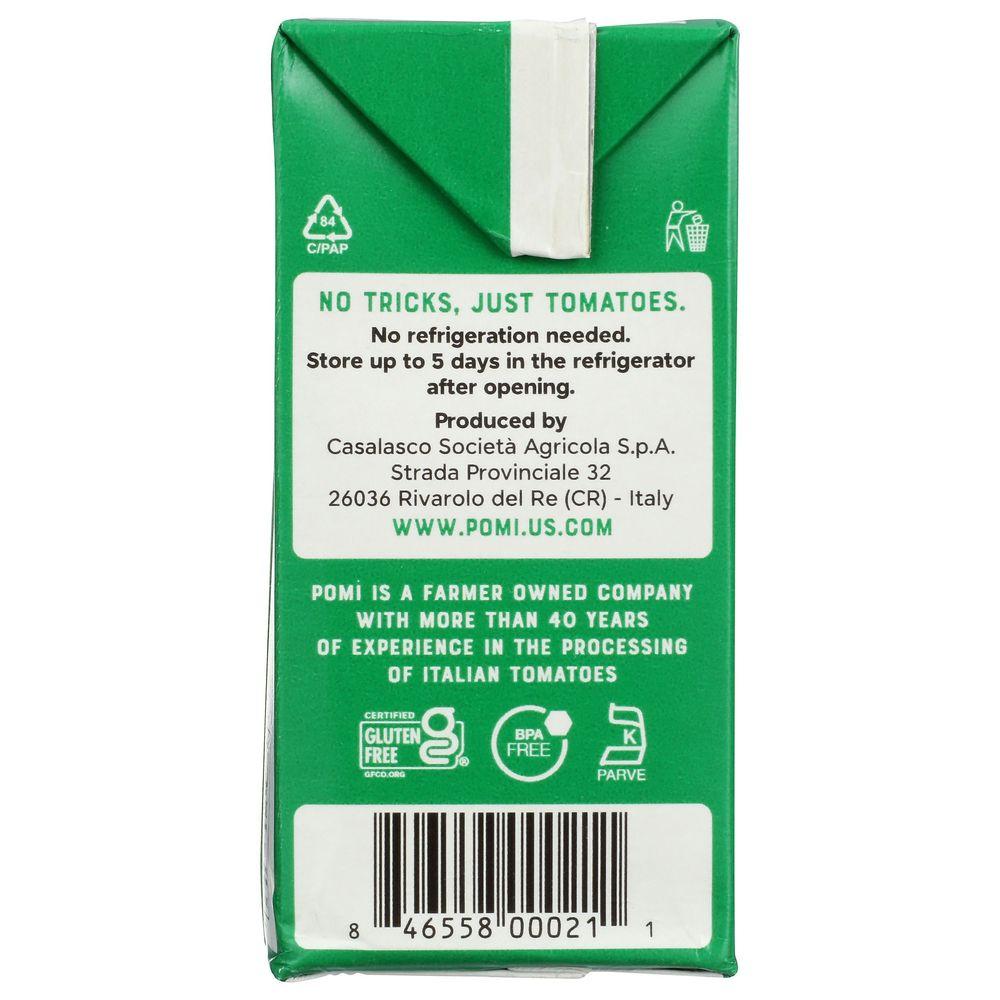 84
C/PAP
NO TRICKS, JUST TOMATOES.
No refrigeration needed.
Store up to 5 days in the refrigerator
after opening.
Produced by
Casalasco Società Agricola S.p.A.
Strada Provinciale 32
26036 Rivarolo del Re (CR) - Italy
WWW.POMI.US.COM
POMÌ IS A FARMER OWNED COMPANY
WITH MORE THAN 40 YEARS
OF EXPERIENCE IN THE PROCESSING
OF ITALIAN TOMATOES
CERTIFIED
GLUTEN
FREE
g
®
GFCO.ORG
BPA
FREE
K
PARVE
8 46558 00021 1